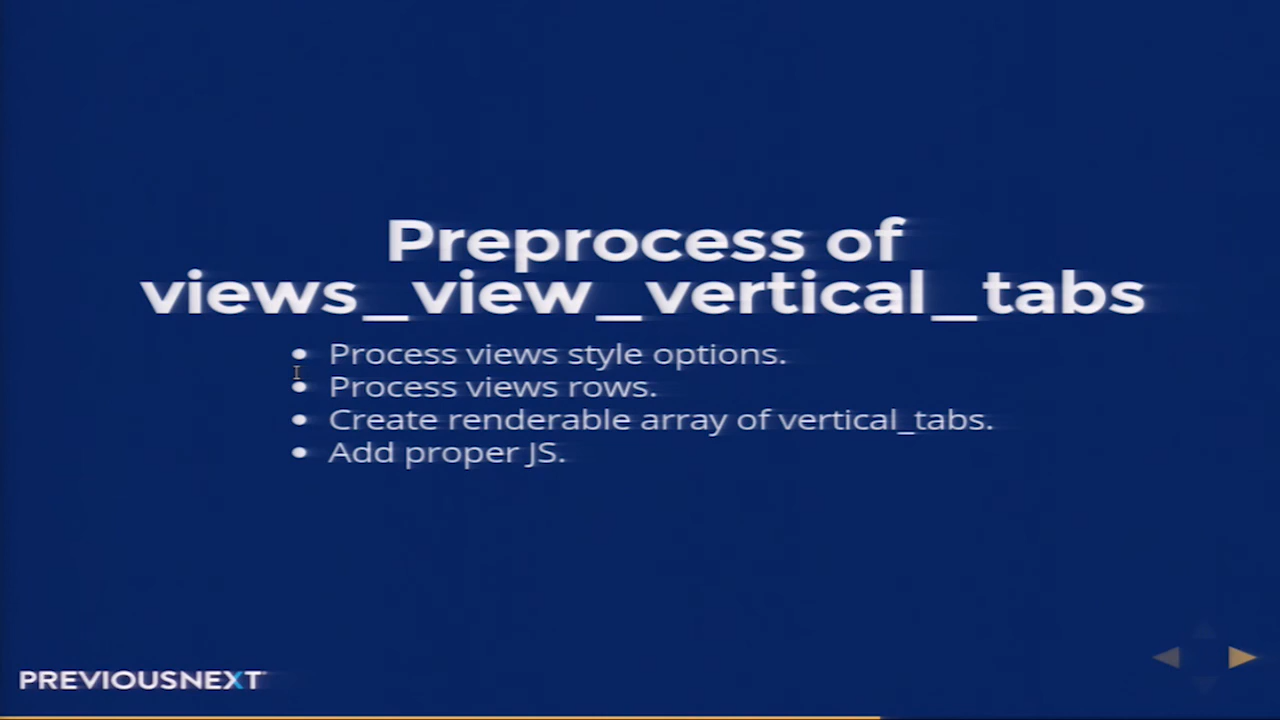 Preprocess of
views_view_vertical_tabs
Process views style options.
Process views rows.
Create renderable array of vertical_tabs.
Add proper JS.
PREVIOUSNEXT